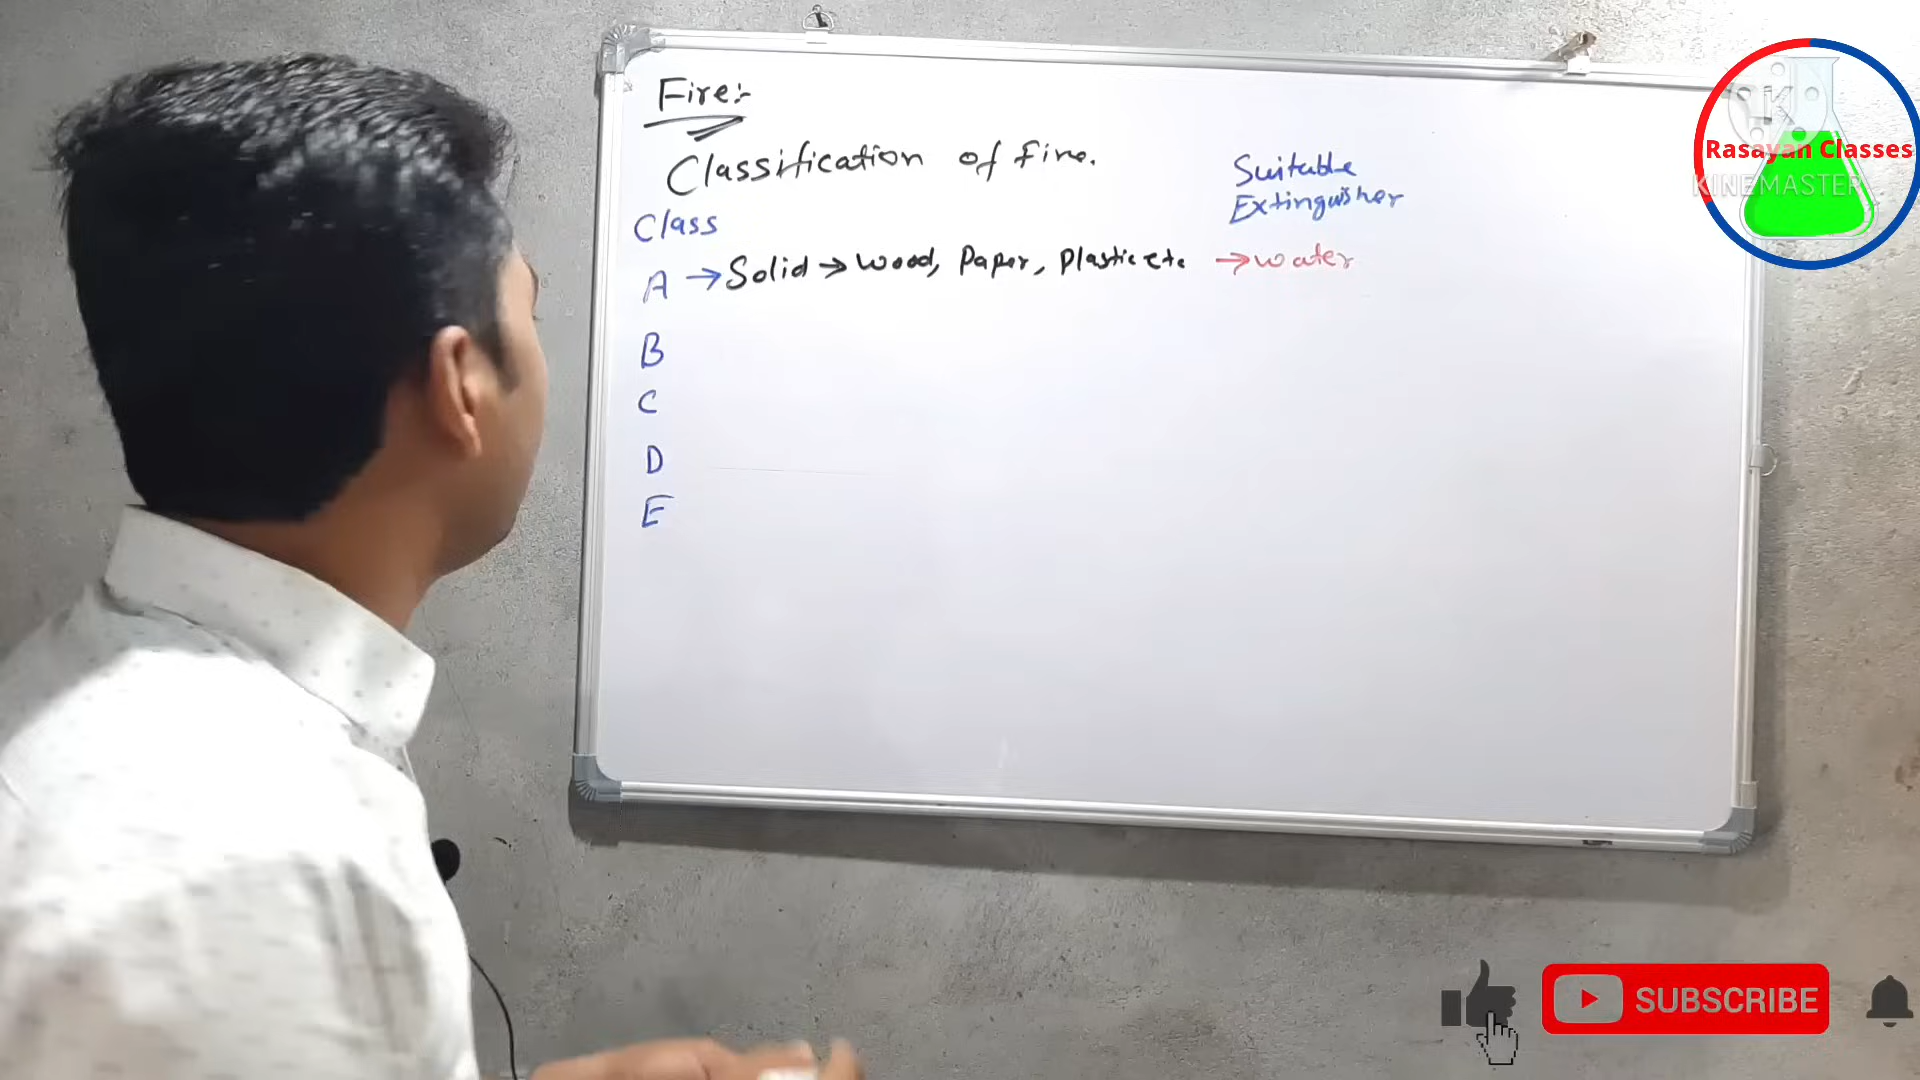 Fire:-
Classification of fire.
Suitable
Extinguisher
Class
A → Solid → Wood, Paper, Plastic etc → water
B
C
D
E
K
Rasayan Classes
KINEMASTER
SUBSCRIBE